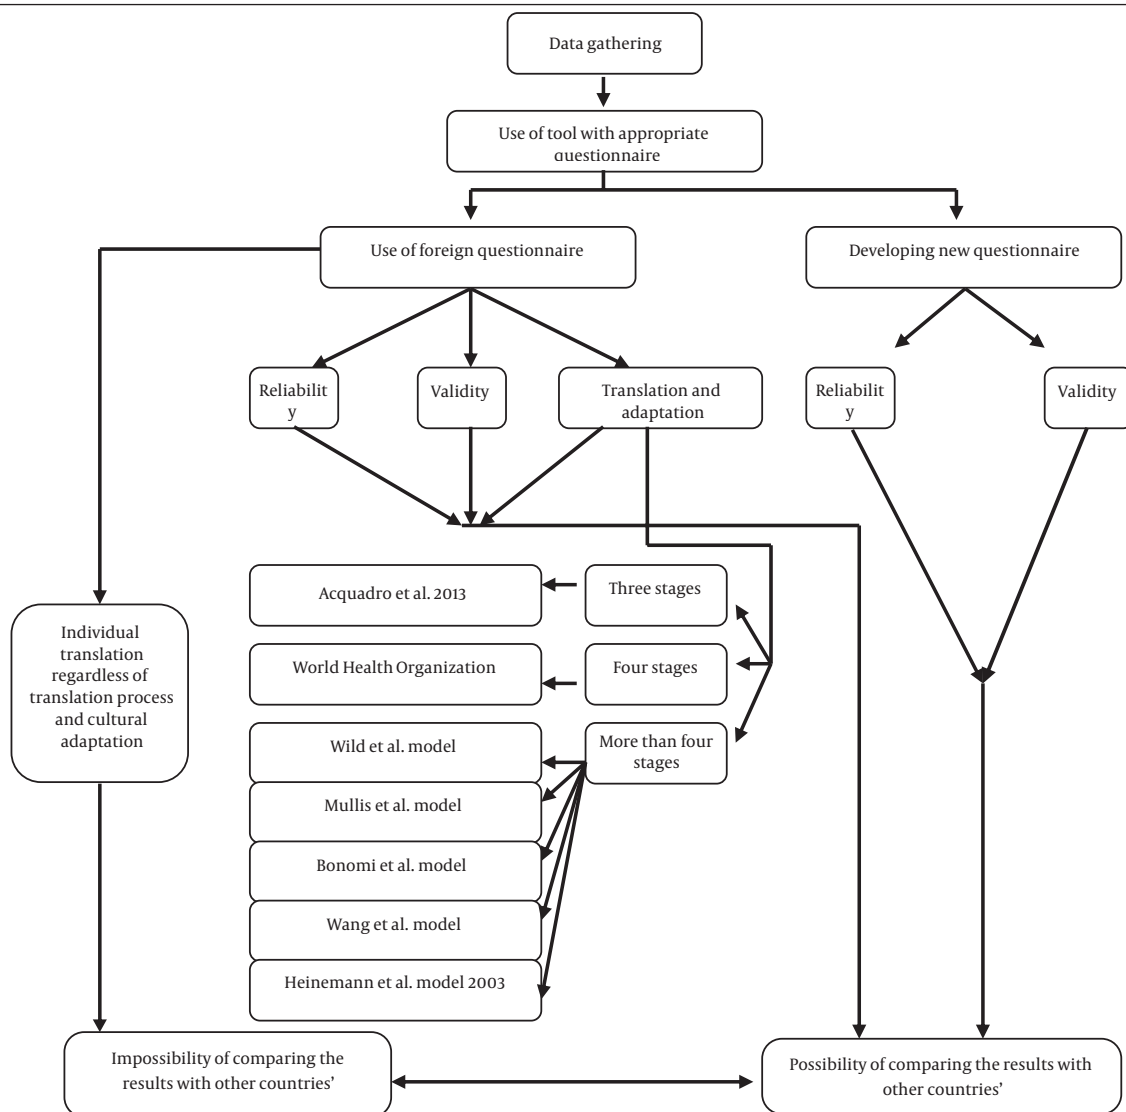 Data gathering
Use of tool with appropriate
questionnaire
Use of foreign questionnaire
Developing new questionnaire
Reliabilit
y
Validity
Translation and
adaptation
Reliabilit
y
Validity
Acquadro et al. 2013
Three stages
World Health Organization
Four stages
Individual
translation
regardless of
translation process
and cultural
adaptation
Wild et al. model
More than four
stages
Mullis et al. model
Bonomi et al. model
Wang et al. model
Heinemann et al. model 2003
Impossibility of comparing the
results with other countries’
Possibility of comparing the results with
other countries’